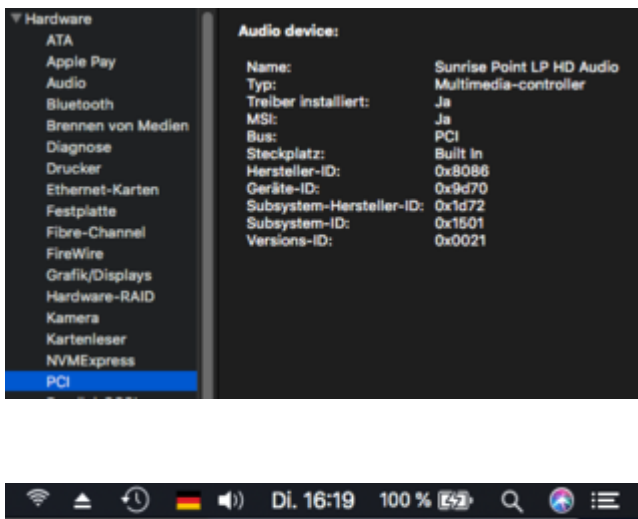 Hardware
ATA
Apple Pay
Audio
Bluetooth
Brennen von Medien
Diagnose
Drucker
Ethernet-Karten
Festplatte
Fibre-Channel
FireWire
Grafik/Displays
Hardware-RAID
Kamera
Kartenleser
NVMExpress
PCI
Audio device:
Name: Sunrise Point LP HD Audio
Typ: Multimedia-controller
Treiber installiert: Ja
MSI: Ja
Bus: PCI
Steckplatz: Built In
Hersteller-ID: 0x8086
Geräte-ID: 0x9d70
Subsystem-Hersteller-ID: 0x1d72
Subsystem-ID: 0x1501
Versions-ID: 0x0021
Di. 16:19 100 %